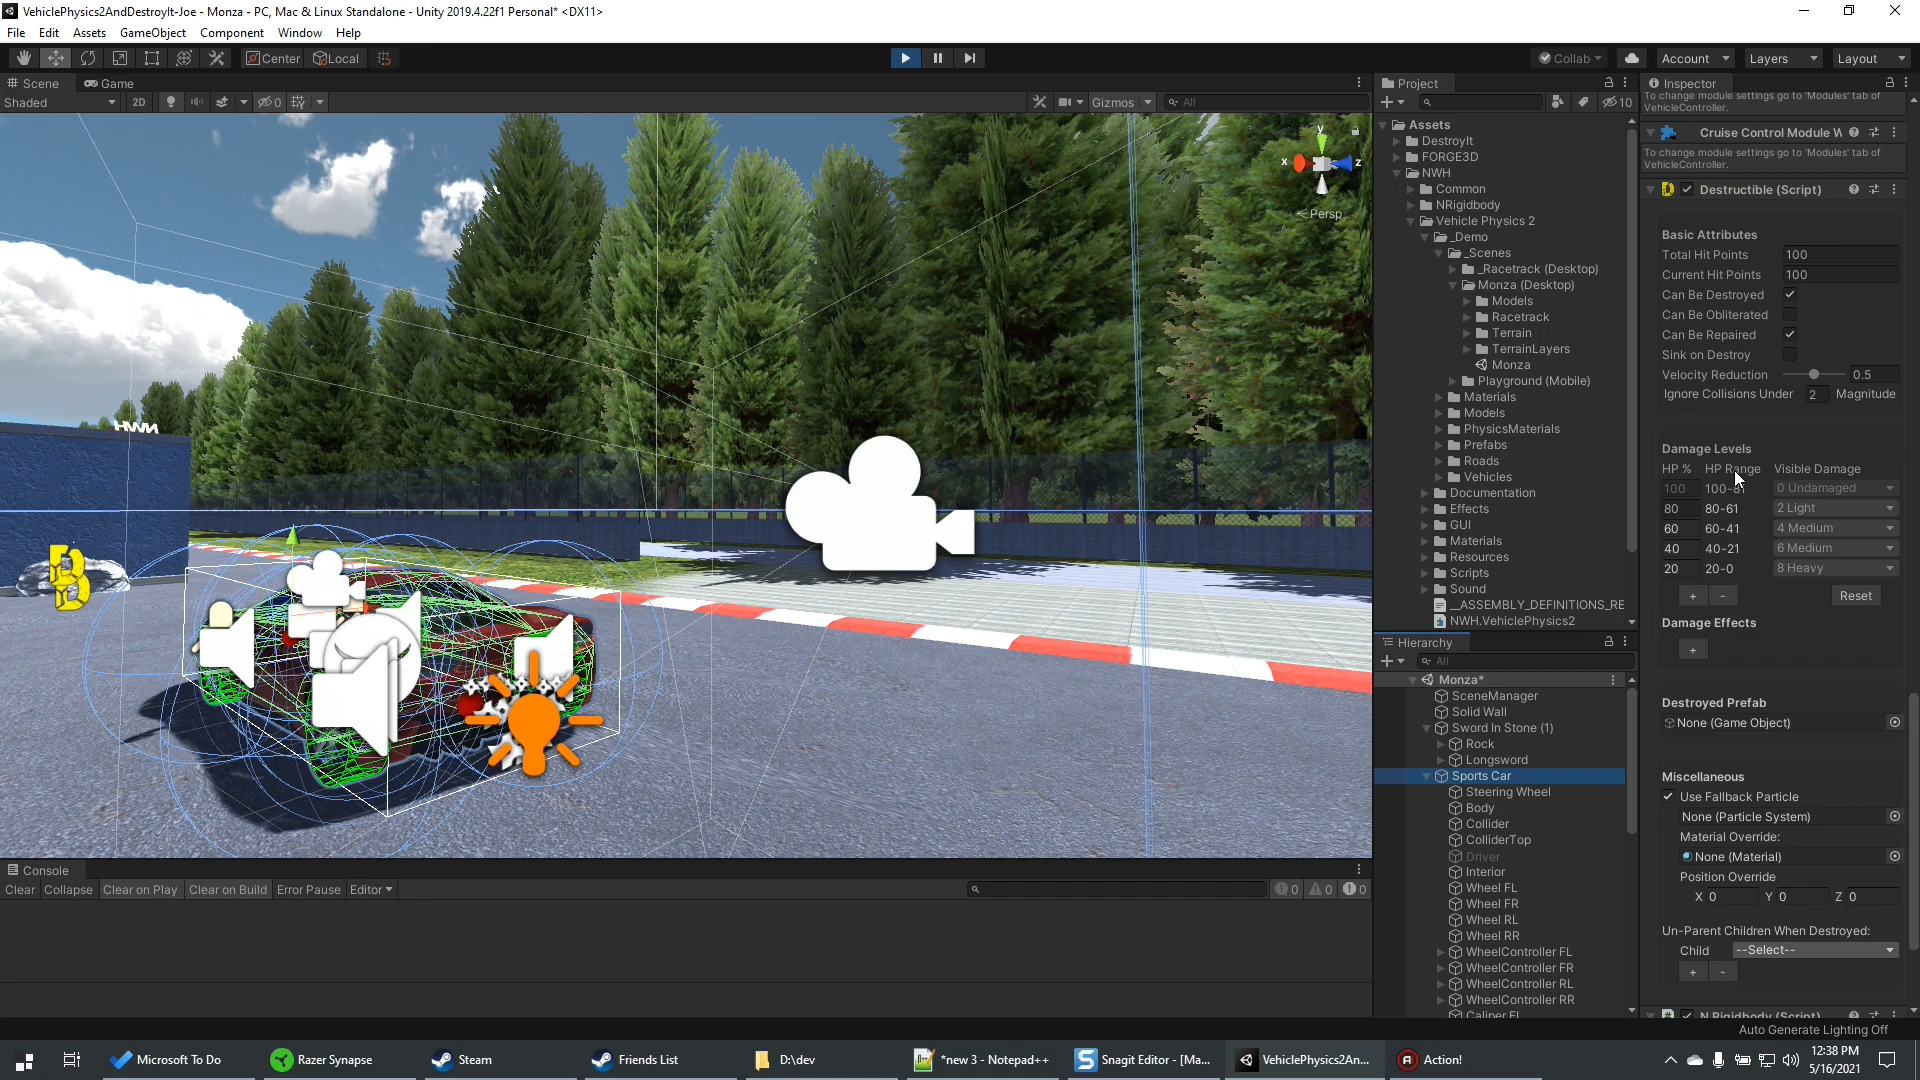 VehiclePhysics2AndDestroyIt-Joe - Monza - PC, Mac & Linux Standalone - Unity 2019.4.22f1 Personal* <DX11>
File Edit Assets GameObject Component Window Help
Center Local Collab Account Layers Layout
Scene Game
Shaded 2D 0 Gizmos All
y
x z
Persp
HWN
Console
Clear Collapse Clear on Play Clear on Build Error Pause Editor 0 0 0
Project
10
Assets
DestroyIt
FORGE3D
NWH
Common
NRigidbody
Vehicle Physics 2
_Demo
_Scenes
_Racetrack (Desktop)
Monza (Desktop)
Models
Racetrack
Terrain
TerrainLayers
Monza
Playground (Mobile)
Materials
Models
PhysicsMaterials
Prefabs
Roads
Vehicles
Documentation
Effects
GUI
Materials
Resources
Scripts
Sound
__ASSEMBLY_DEFINITIONS_RE
NWH.VehiclePhysics2
Hierarchy
All
Monza*
SceneManager
Solid Wall
Sword In Stone (1)
Rock
Longsword
Sports Car
Steering Wheel
Body
Collider
ColliderTop
Driver
Interior
Wheel FL
Wheel FR
Wheel RL
Wheel RR
WheelController FL
WheelController FR
WheelController RL
WheelController RR
Caliper FL
Inspector
To change module settings go to 'Modules' tab of
VehicleController.
Cruise Control Module W
To change module settings go to 'Modules' tab of
VehicleController.
Destructible (Script)
Basic Attributes
Total Hit Points 100
Current Hit Points 100
Can Be Destroyed
Can Be Obliterated
Can Be Repaired
Sink on Destroy
Velocity Reduction 0.5
Ignore Collisions Under 2 Magnitude
Damage Levels
HP % HP Range Visible Damage
100 100-81 0 Undamaged
80 80-61 2 Light
60 60-41 4 Medium
40 40-21 6 Medium
20 20-0 8 Heavy
+ - Reset
Damage Effects
+
Destroyed Prefab
None (Game Object)
Miscellaneous
Use Fallback Particle
None (Particle System)
Material Override:
None (Material)
Position Override
X 0 Y 0 Z 0
Un-Parent Children When Destroyed:
Child --Select--
+ -
N Rigidbody (Script)
Auto Generate Lighting Off
Microsoft To Do Razer Synapse Steam Friends List D:\dev *new 3 - Notepad++ Snagit Editor - [Ma... VehiclePhysics2An... Action!
12:38 PM
5/16/2021